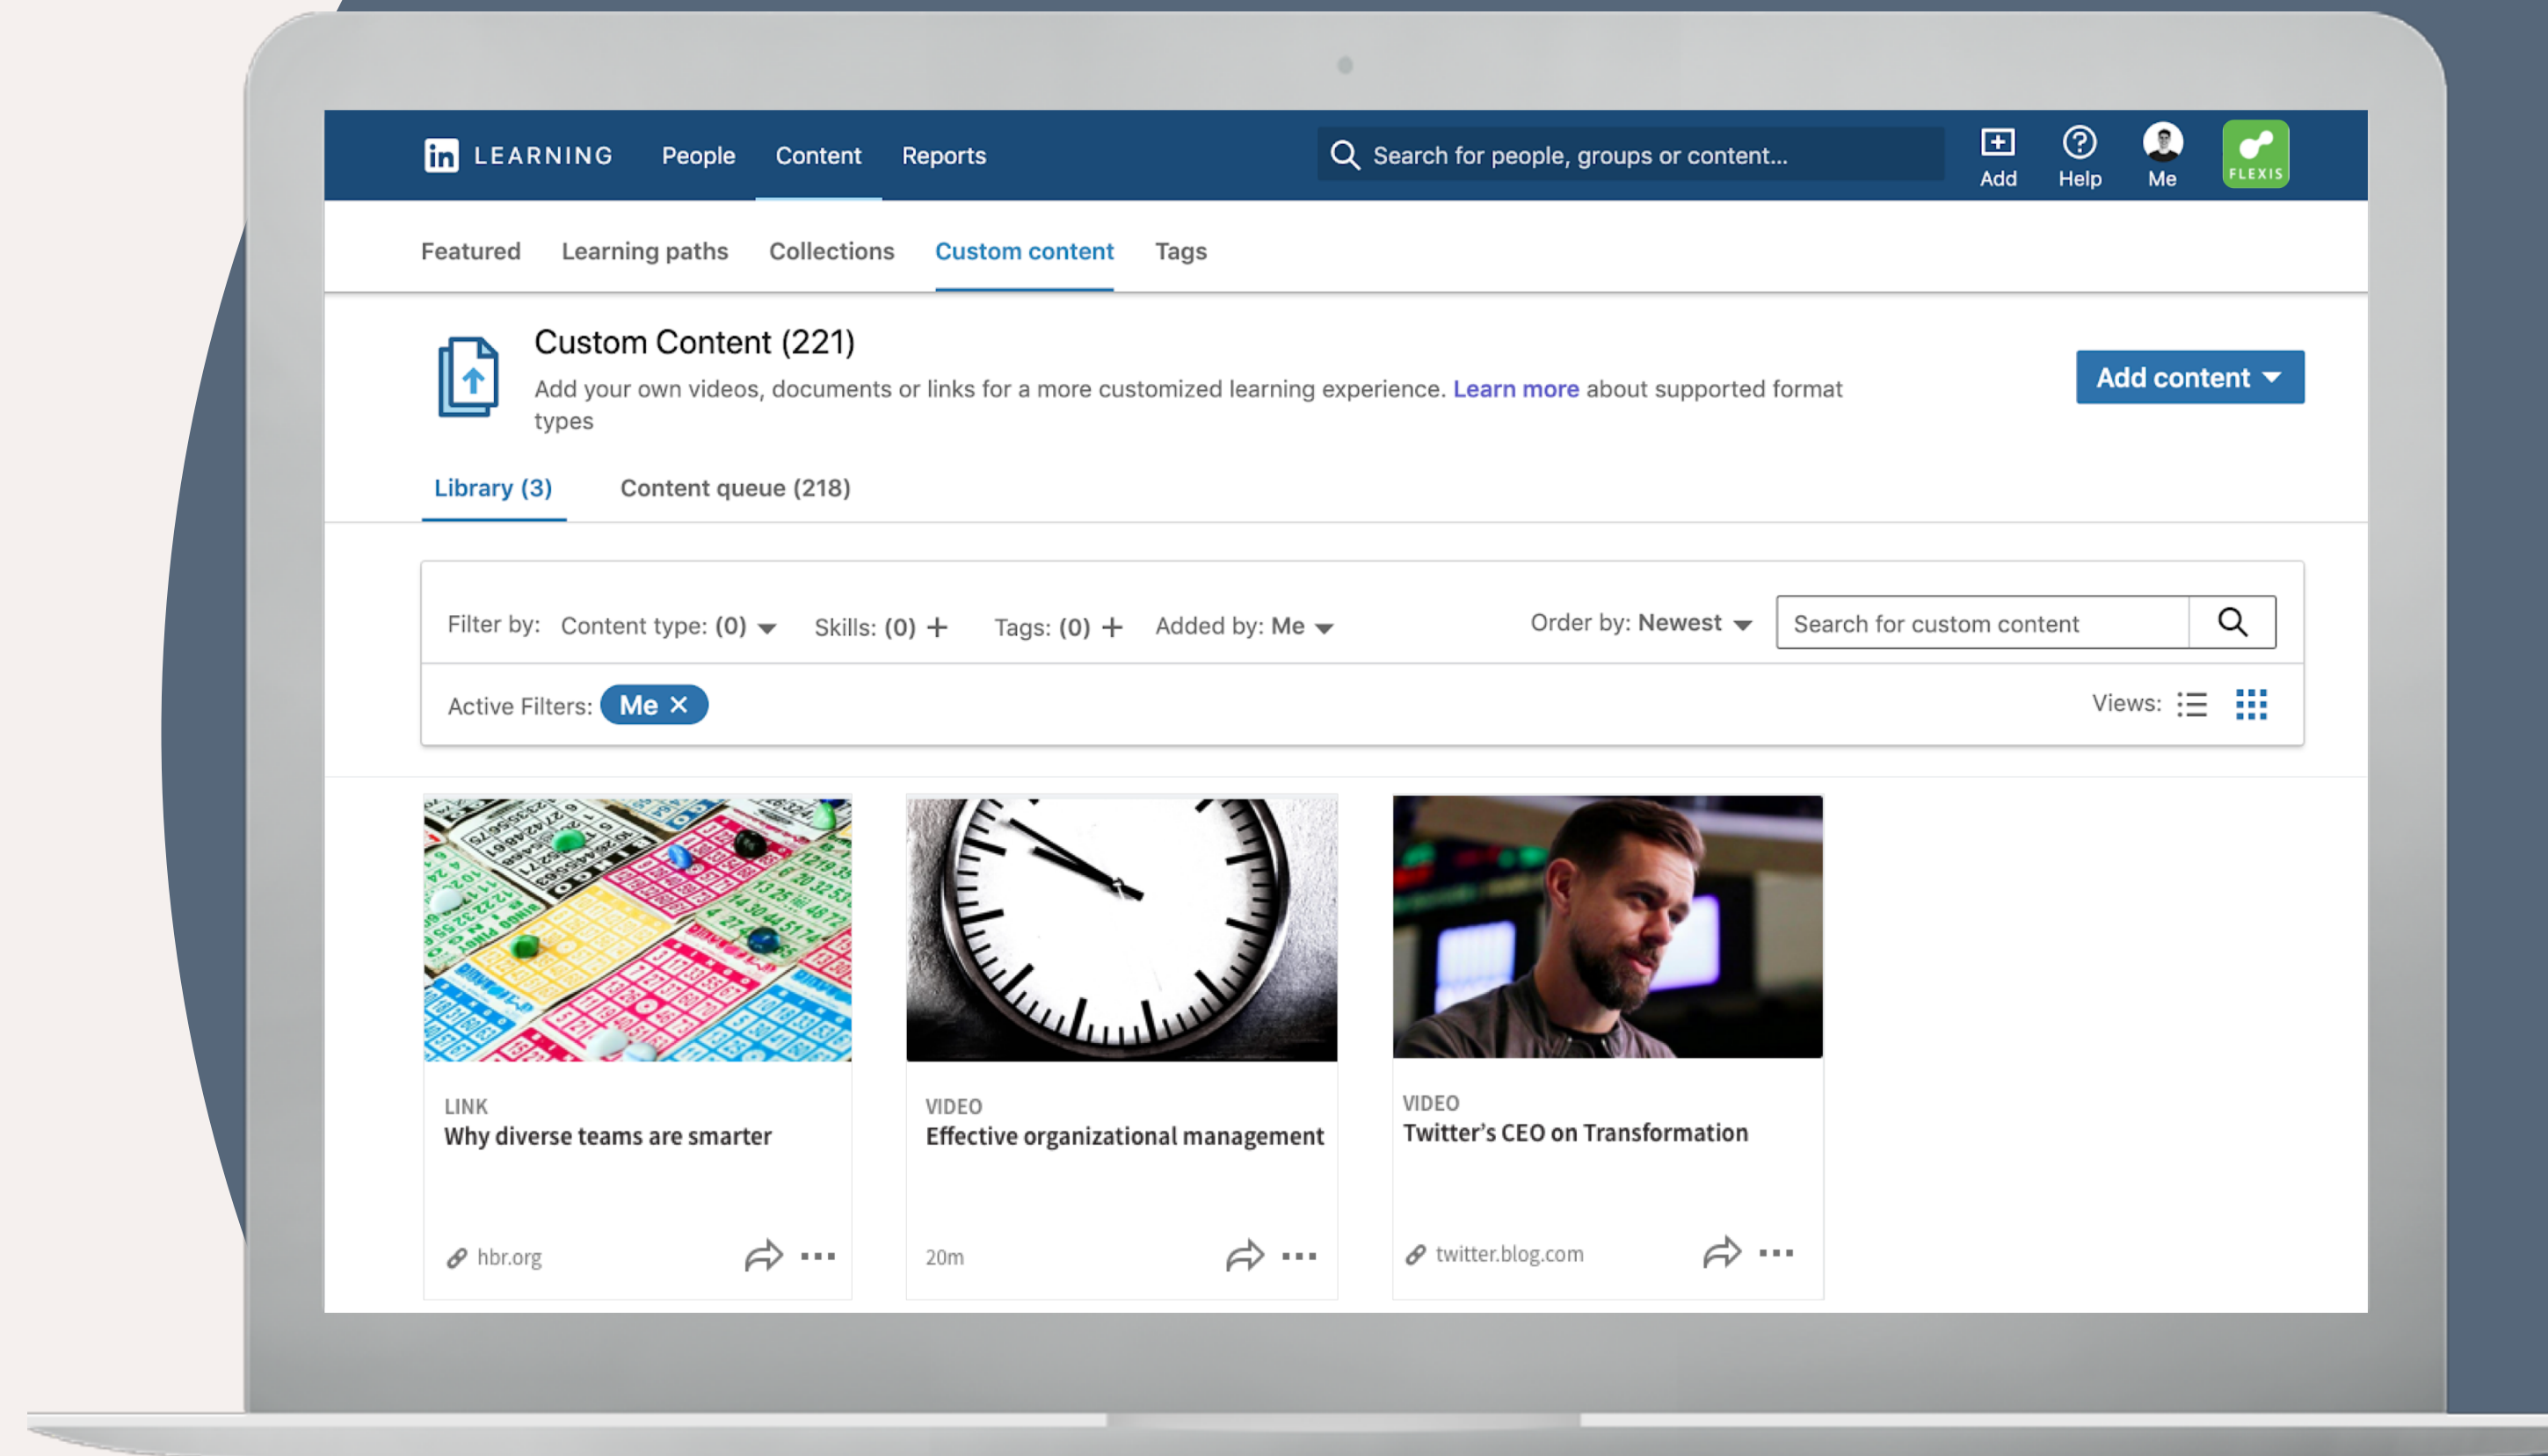 in LEARNING People Content Reports Search for people, groups or content... Add Help Me FLEXIS
Featured Learning paths Collections Custom content Tags
Custom Content (221)
Add your own videos, documents or links for a more customized learning experience. Learn more about supported format
types
Add content
Library (3) Content queue (218)
Filter by: Content type: (0) Skills: (0) + Tags: (0) + Added by: Me Order by: Newest Search for custom content
Active Filters: Me × Views:
LINK
Why diverse teams are smarter
hbr.org
VIDEO
Effective organizational management
20m
VIDEO
Twitter’s CEO on Transformation
twitter.blog.com